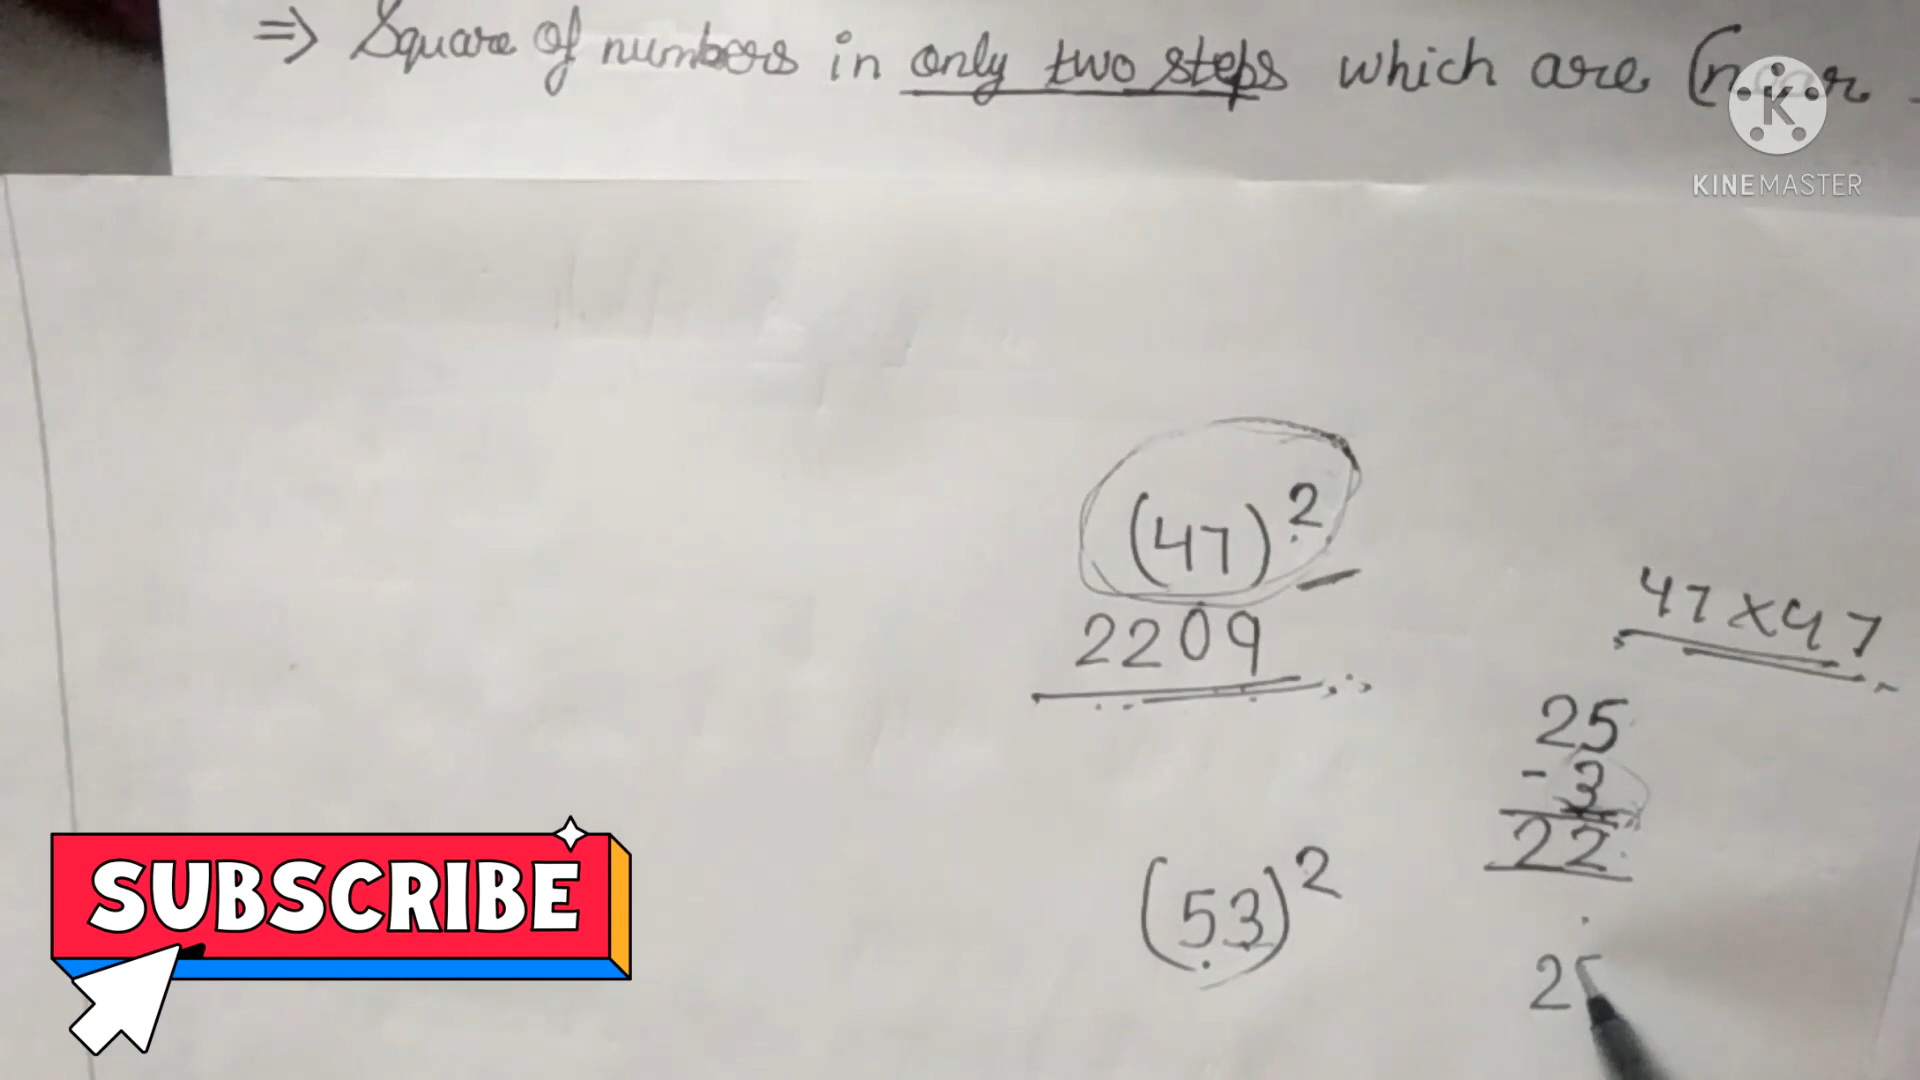 => Square of numbers in only two steps which are (near
KINEMASTER
(47)²
2209
47×47
25
- 3
22
(53)²
25
SUBSCRIBE